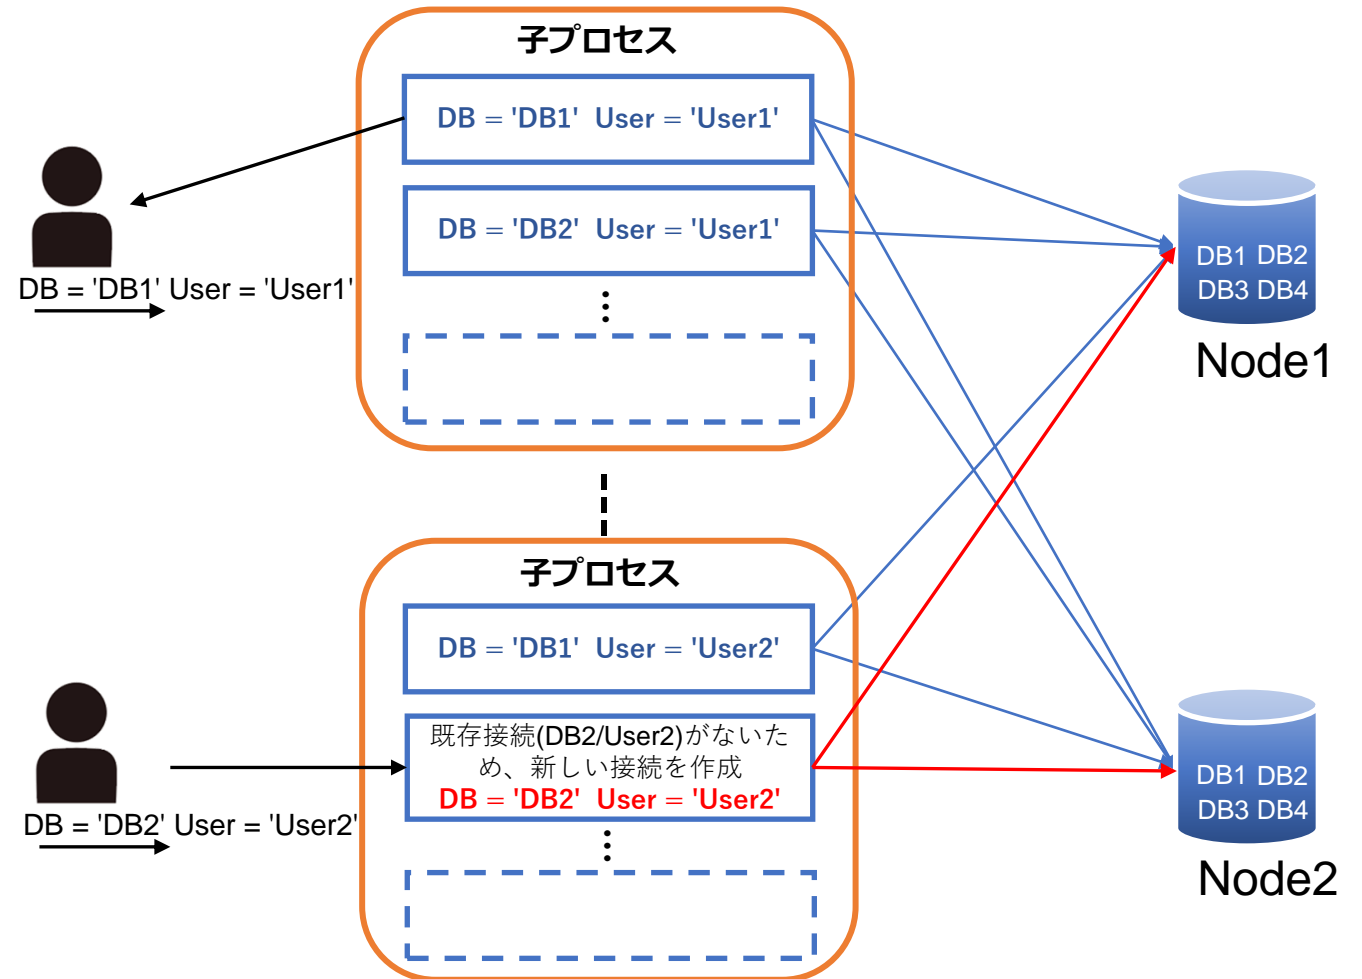 子プロセス
DB = 'DB1' User = 'User1'
DB = 'DB2' User = 'User1'
DB = 'DB1' User = 'User1'
DB1 DB2
DB3 DB4
Node1
子プロセス
DB = 'DB1' User = 'User2'
既存接続(DB2/User2)がないた
め、新しい接続を作成
DB = 'DB2' User = 'User2'
DB = 'DB2' User = 'User2'
DB1 DB2
DB3 DB4
Node2